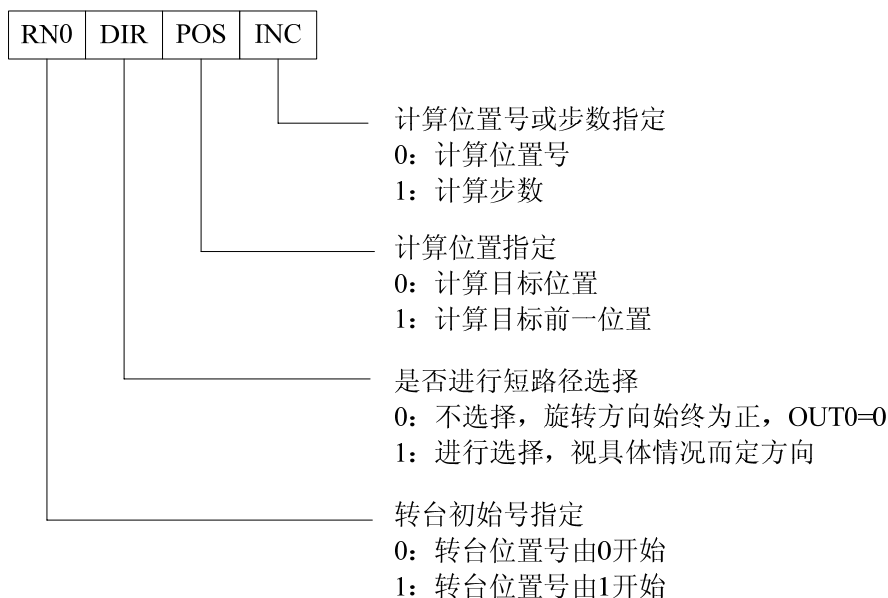 RN0 DIR POS INC
计算位置号或步数指定
0：计算位置号
1：计算步数
计算位置指定
0：计算目标位置
1：计算目标前一位置
是否进行短路径选择
0：不选择，旋转方向始终为正，OUT0=0
1：进行选择，视具体情况而定方向
转台初始号指定
0：转台位置号由0开始
1：转台位置号由1开始